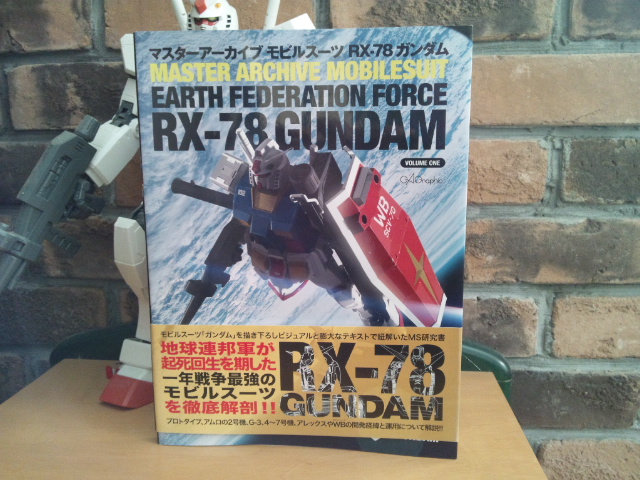 マスターアーカイブ モビルスーツ RX-78 ガンダム
MASTER ARCHIVE MOBILESUIT
EARTH FEDERATION FORCE
RX-78 GUNDAM
VOLUME ONE
GA Graphic
WB
SCV-70
モビルスーツ「ガンダム」を描き下ろしビジュアルと膨大なテキストで紐解いたMS研究書
地球連邦軍が
起死回生を期した
一年戦争最強の
モビルスーツ
を徹底解剖!!
RX-78
GUNDAM
プロトタイプ、アムロの2号機、G-3、4〜7号機、アレックスやWBの開発経緯と運用について解説!!